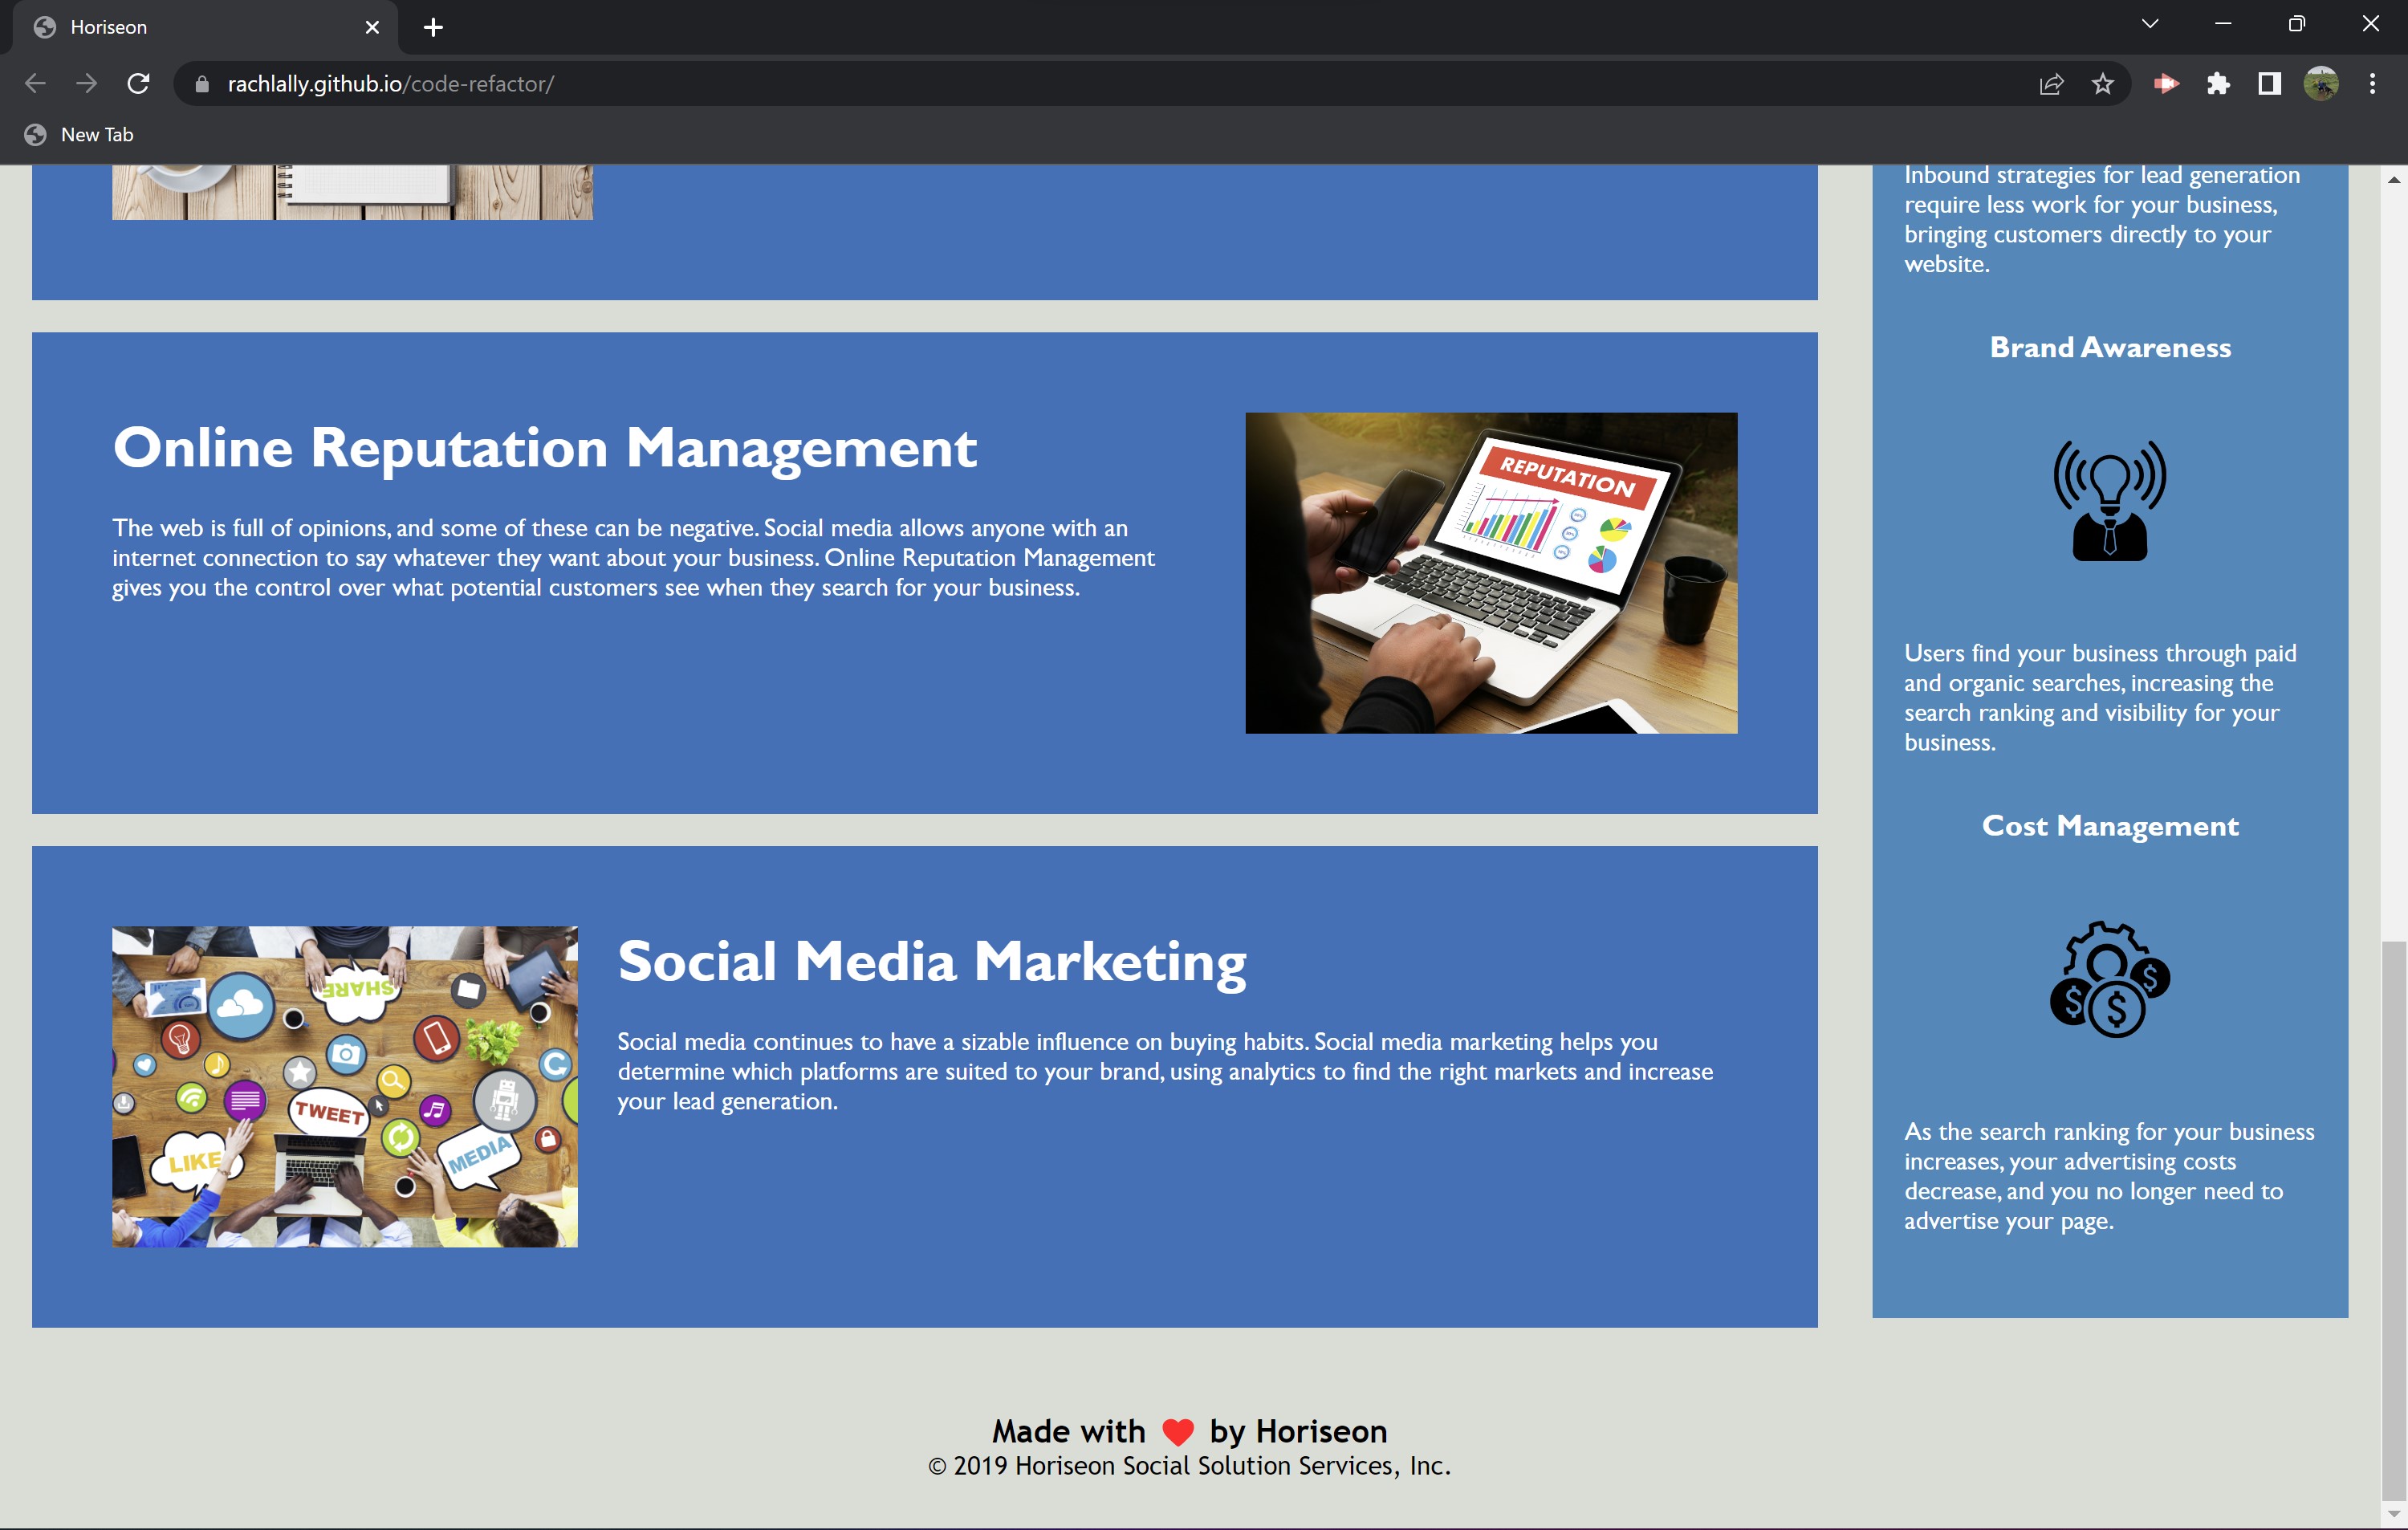 Horiseon
rachlally.github.io/code-refactor/
New Tab
Online Reputation Management
The web is full of opinions, and some of these can be negative. Social media allows anyone with an
internet connection to say whatever they want about your business. Online Reputation Management
gives you the control over what potential customers see when they search for your business.
REPUTATION
SHARE
TWEET
LIKE
MEDIA
Social Media Marketing
Social media continues to have a sizable influence on buying habits. Social media marketing helps you
determine which platforms are suited to your brand, using analytics to find the right markets and increase
your lead generation.
Inbound strategies for lead generation
require less work for your business,
bringing customers directly to your
website.
Brand Awareness
Users find your business through paid
and organic searches, increasing the
search ranking and visibility for your
business.
Cost Management
$ $ $
As the search ranking for your business
increases, your advertising costs
decrease, and you no longer need to
advertise your page.
Made with ❤️ by Horiseon
© 2019 Horiseon Social Solution Services, Inc.